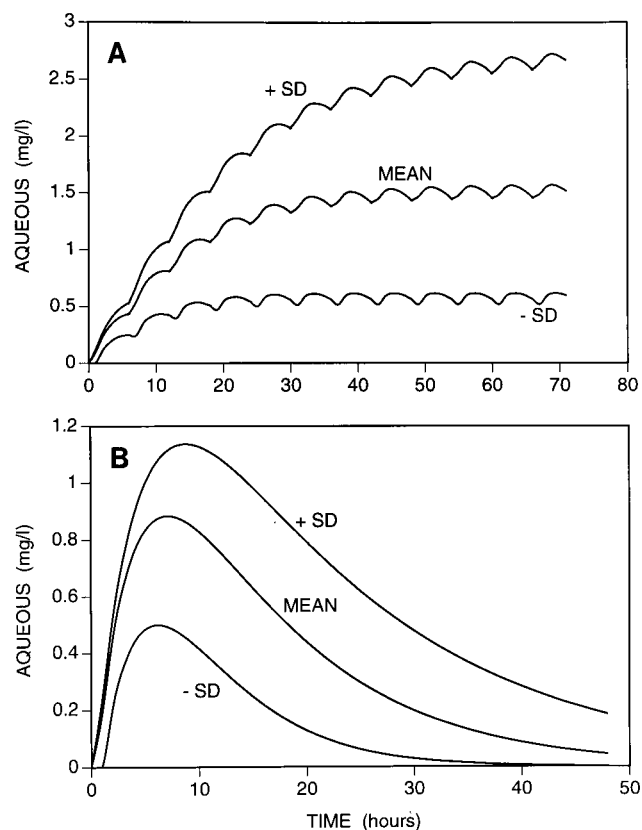 A
3
2.5
2
1.5
1
0.5
0
AQUEOUS (mg/l)
+ SD
MEAN
- SD
0 10 20 30 40 50 60 70 80
B
1.2
1
0.8
0.6
0.4
0.2
0
AQUEOUS (mg/l)
+ SD
MEAN
- SD
0 10 20 30 40 50
TIME (hours)